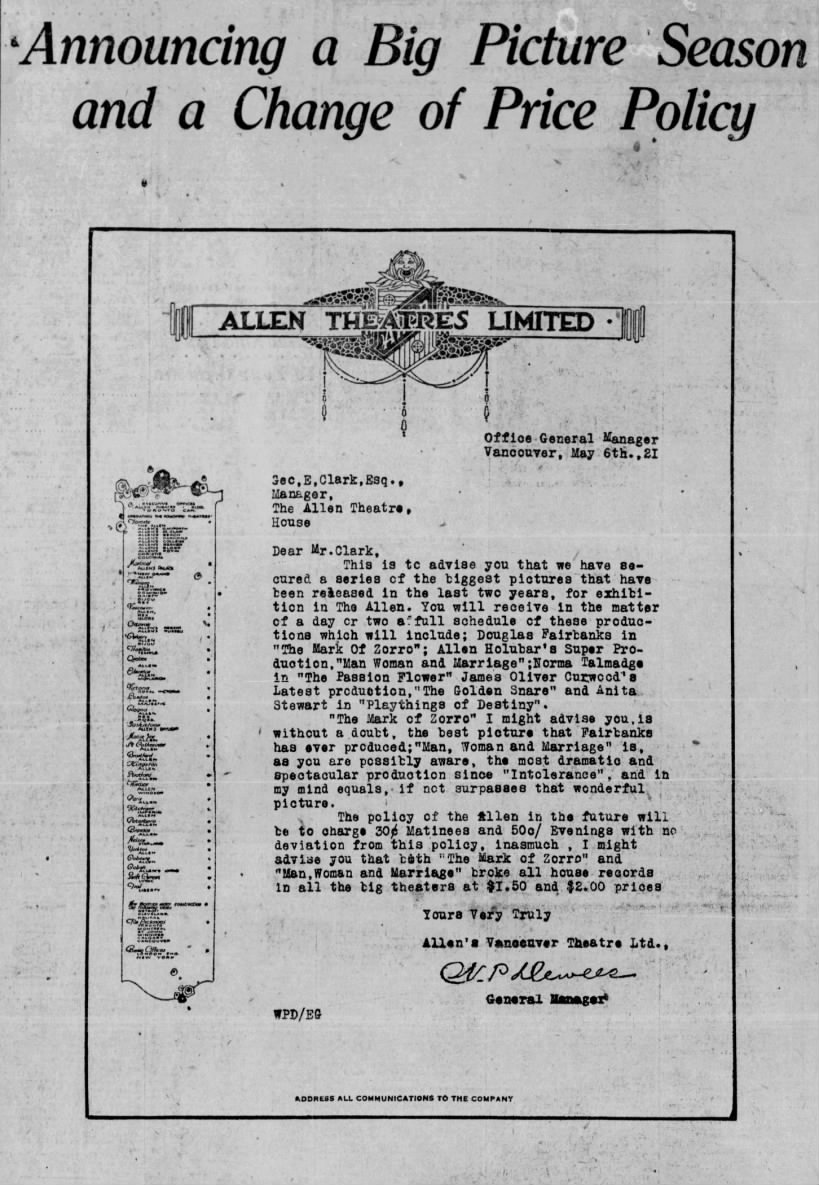 Announcing a Big Picture Season
and a Change of Price Policy
ALLEN THEATRES LIMITED
Office General Manager
Vancouver, May 6th.,21
Geo,E,Clark,Esq.,
Manager,
The Allen Theatre,
House
Dear Mr.Clark,
This is to advise you that we have se-
cured a series of the biggest pictures that have
been released in the last two years, for exhibi-
tion in The Allen. You will receive in the matter
of a day or two a full schedule of these produc-
tions which will include; Douglas Fairbanks in
"The Mark Of Zorro"; Allen Holubar's Super Pro-
duction,"Man Woman and Marriage";Norma Talmadge
in "The Passion Flower" James Oliver Curwood's
Latest production,"The Golden Snare" and Anita
Stewart in "Playthings of Destiny".
"The Mark of Zorro" I might advise you,is
without a doubt, the best picture that Fairbanks
has ever produced;"Man, Woman and Marriage" is,
as you are possibly aware, the most dramatic and
spectacular production since "Intolerance", and in
my mind equals, if not surpasses that wonderful
picture.
The policy of the Allen in the future will
be to charge 30¢ Matinees and 50c/ Evenings with no
deviation from this policy, inasmuch , I might
advise you that both "The Mark of Zorro" and
"Man,Woman and Marriage" broke all house records
in all the big theaters at $1.50 and $2.00 prices
Yours Very Truly
Allen's Vancouver Theatre Ltd.,
W.P. Dewees
General Manager
WPD/EG
ADDRESS ALL COMMUNICATIONS TO THE COMPANY